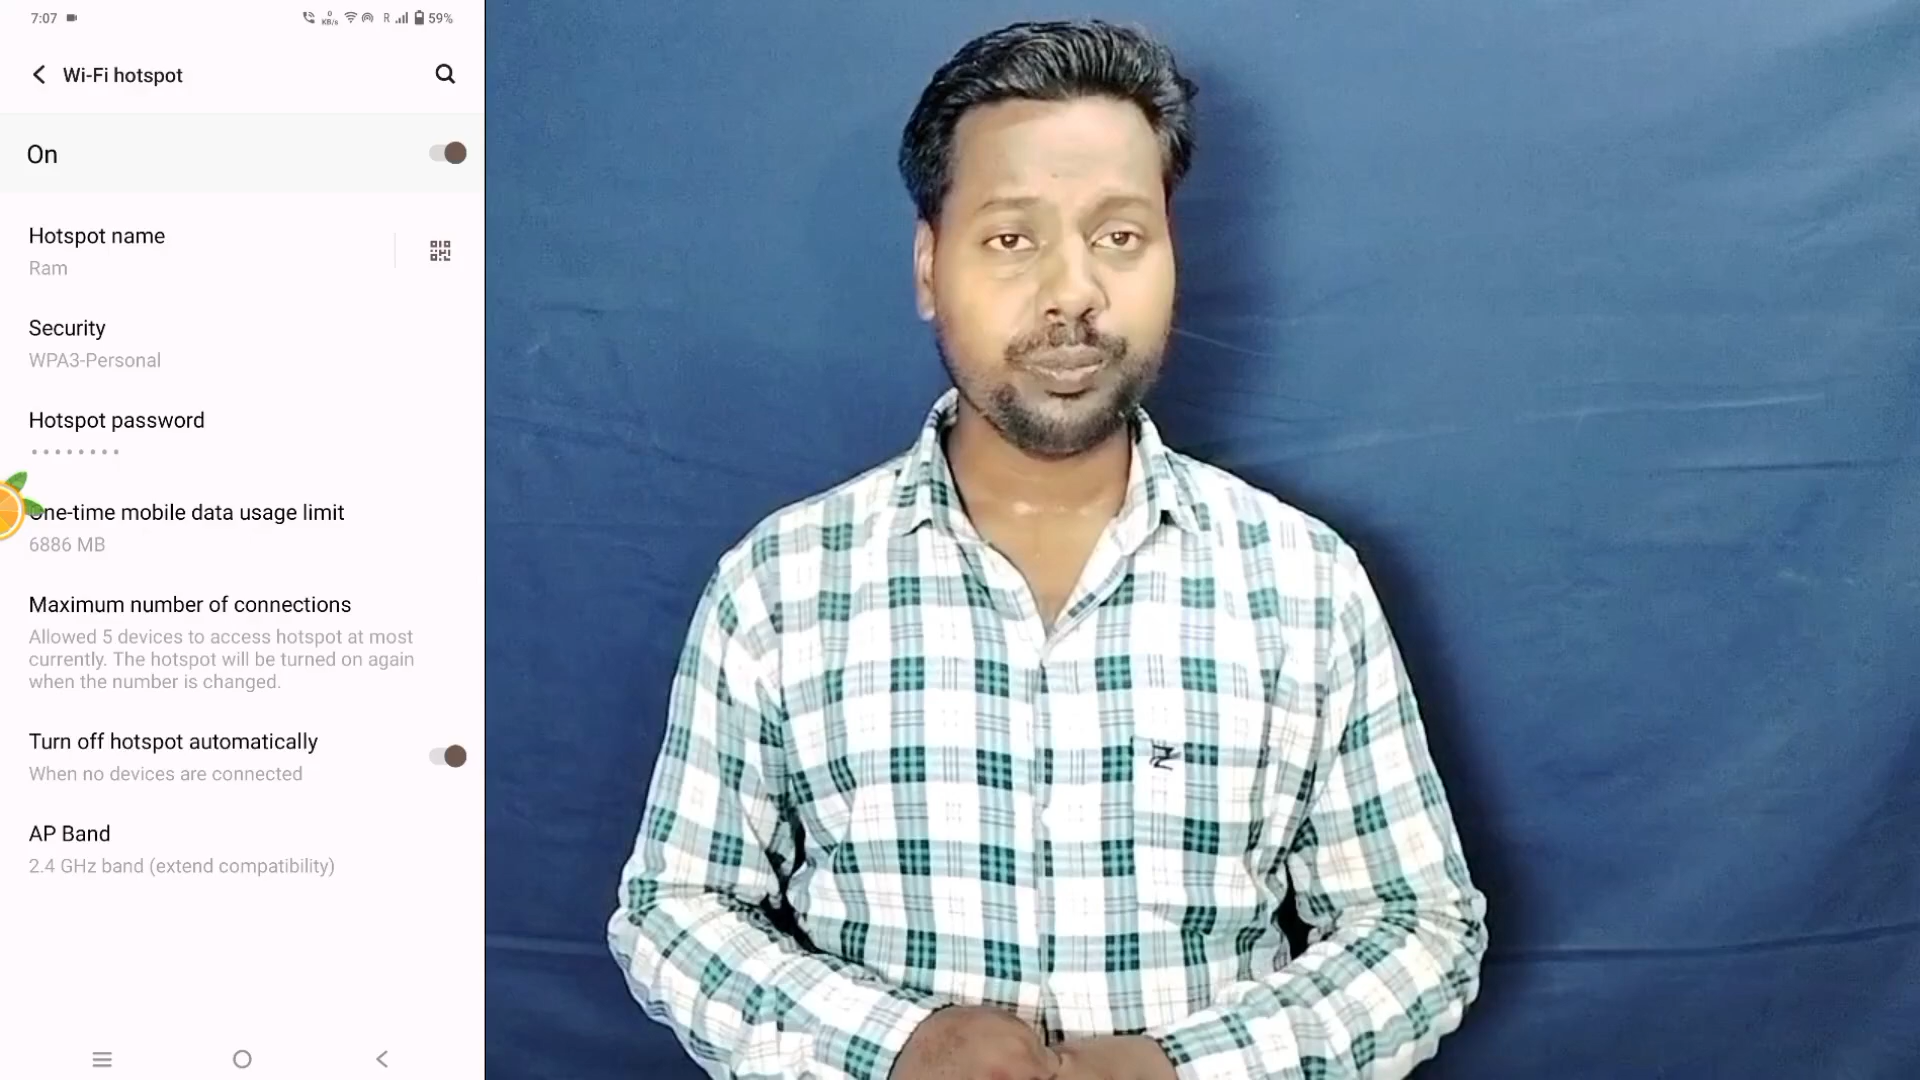 7:07
0
KB/s
R
59%
Wi-Fi hotspot
On
Hotspot name
Ram
Security
WPA3-Personal
Hotspot password
One-time mobile data usage limit
6886 MB
Maximum number of connections
Allowed 5 devices to access hotspot at most
currently. The hotspot will be turned on again
when the number is changed.
Turn off hotspot automatically
When no devices are connected
AP Band
2.4 GHz band (extend compatibility)